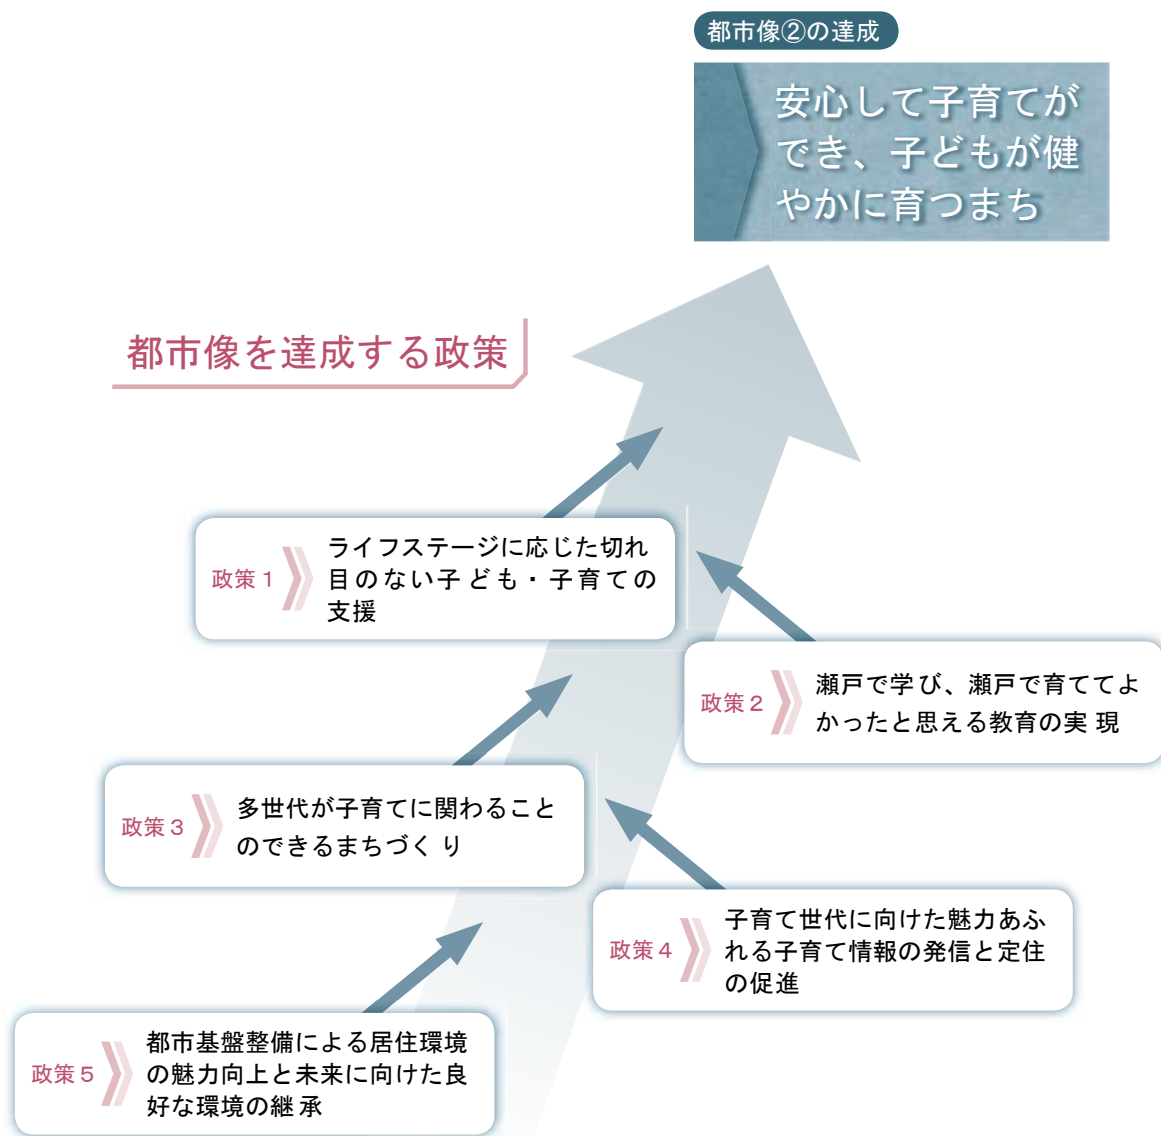 都市像②の達成
安心して子育てが
でき、子どもが健
やかに育つまち
都市像を達成する政策
政策1
ライフステージに応じた切れ
目のない子ども・子育ての
支援
政策2
瀬戸で学び、瀬戸で育ててよ
かったと思える教育の実現
政策3
多世代が子育てに関わること
のできるまちづくり
政策4
子育て世代に向けた魅力あふ
れる子育て情報の発信と定住
の促進
政策5
都市基盤整備による居住環境
の魅力向上と未来に向けた良
好な環境の継承